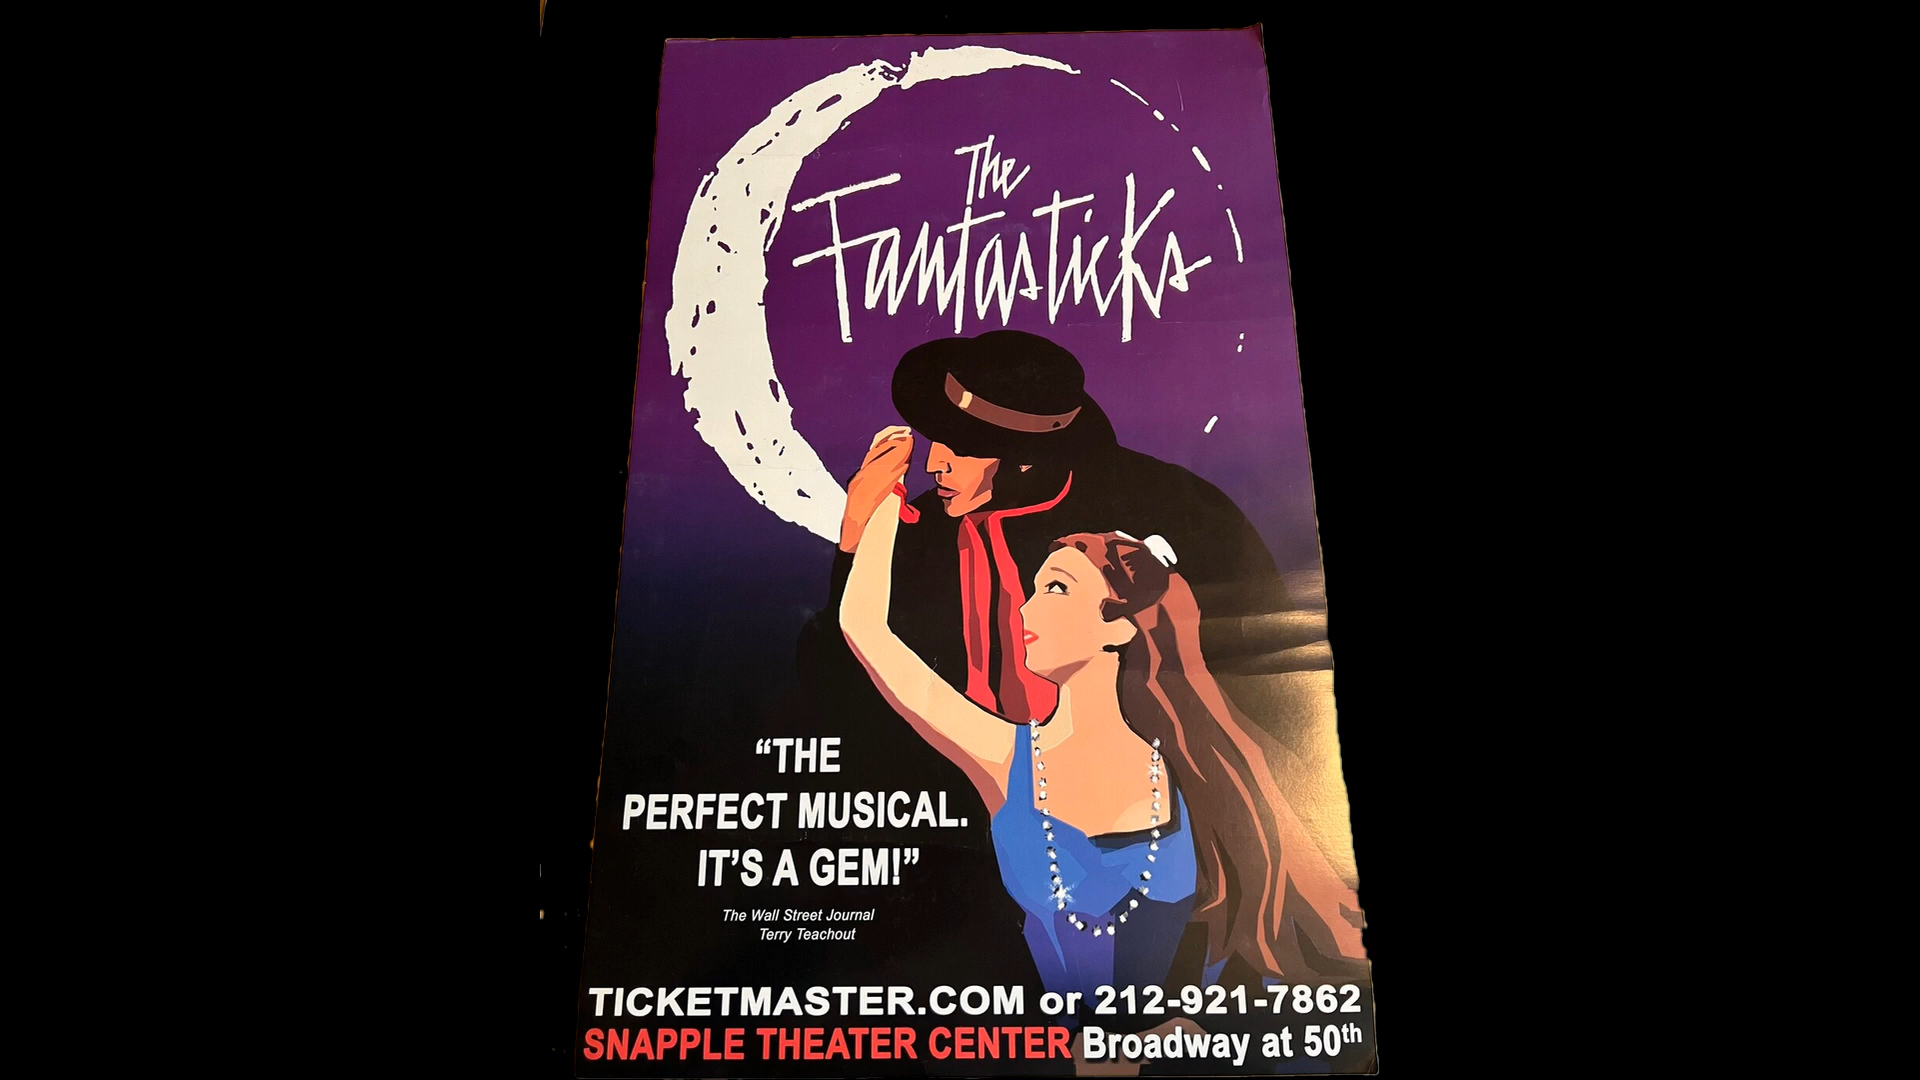 The
Fantasticks
“THE
PERFECT MUSICAL.
IT’S A GEM!”
The Wall Street Journal
Terry Teachout
TICKETMASTER.COM or 212-921-7862
SNAPPLE THEATER CENTER Broadway at 50th